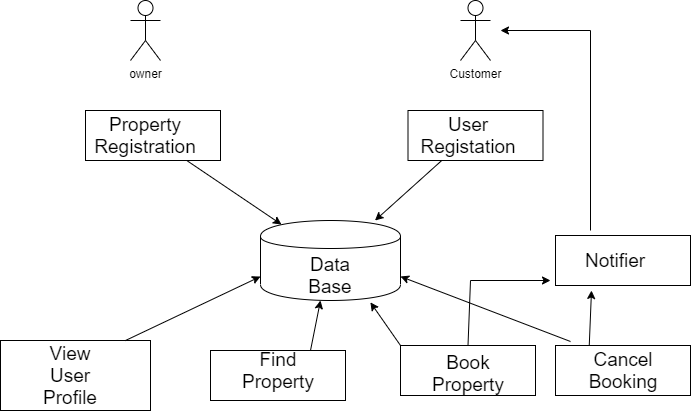 owner
Customer
Property
Registration
User
Registation
Data
Base
Notifier
View
User
Profile
Find
Property
Book
Property
Cancel
Booking